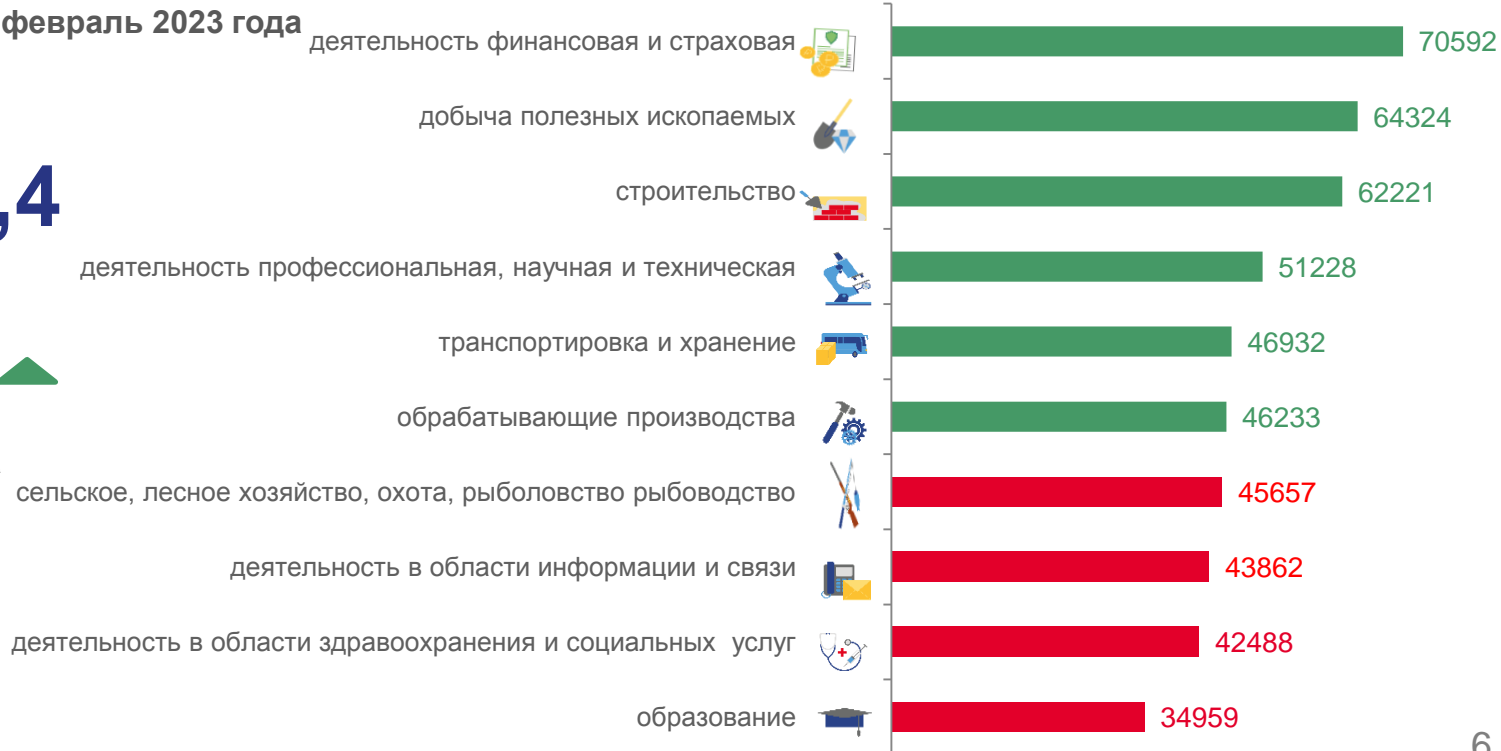 февраль 2023 года
,4
деятельность финансовая и страховая 70592
добыча полезных ископаемых 64324
строительство 62221
деятельность профессиональная, научная и техническая 51228
транспортировка и хранение 46932
обрабатывающие производства 46233
сельское, лесное хозяйство, охота, рыболовство рыбоводство 45657
деятельность в области информации и связи 43862
деятельность в области здравоохранения и социальных услуг 42488
образование 34959
6